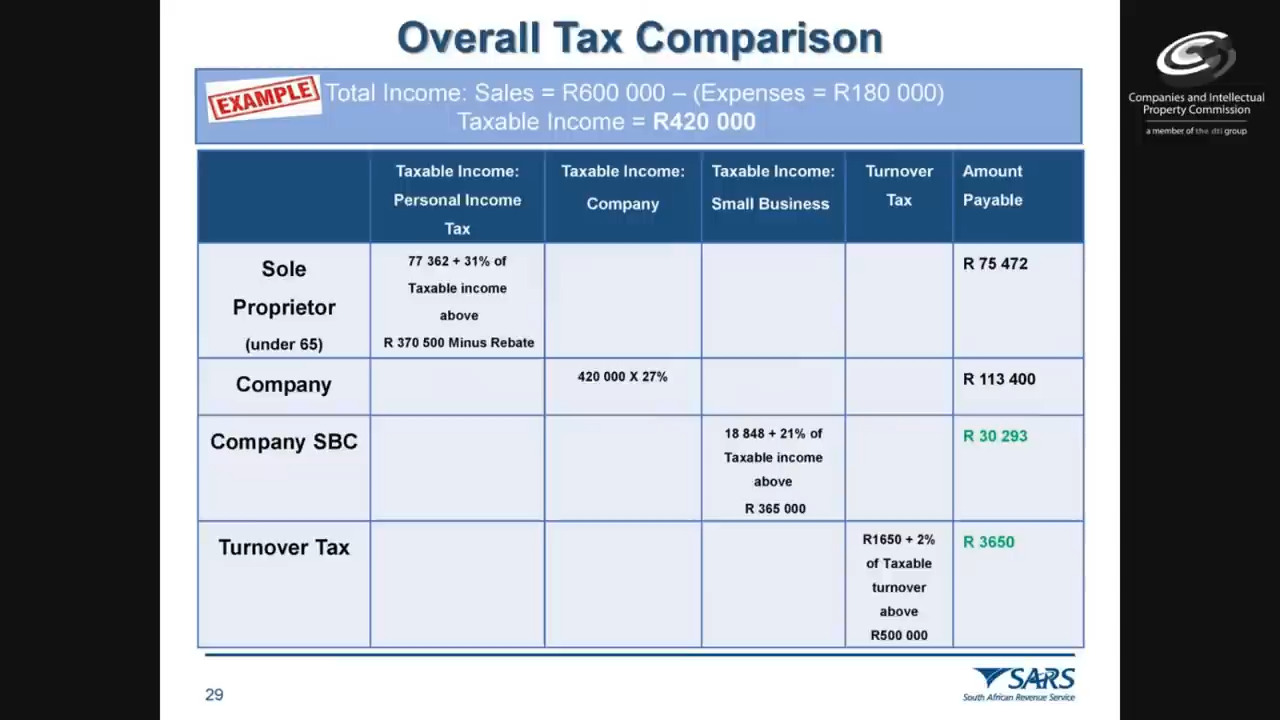 Overall Tax Comparison
EXAMPLE
Total Income: Sales = R600 000 – (Expenses = R180 000)
Taxable Income = R420 000
Taxable Income:
Personal Income
Tax
Taxable Income:
Company
Taxable Income:
Small Business
Turnover
Tax
Amount
Payable
Sole
Proprietor
(under 65)
77 362 + 31% of
Taxable income
above
R 370 500 Minus Rebate
R 75 472
Company
420 000 X 27%
R 113 400
Company SBC
18 848 + 21% of
Taxable income
above
R 365 000
R 30 293
Turnover Tax
R1650 + 2%
of Taxable
turnover
above
R500 000
R 3650
29
SARS
South African Revenue Service
Companies and Intellectual
Property Commission
a member of the dti group